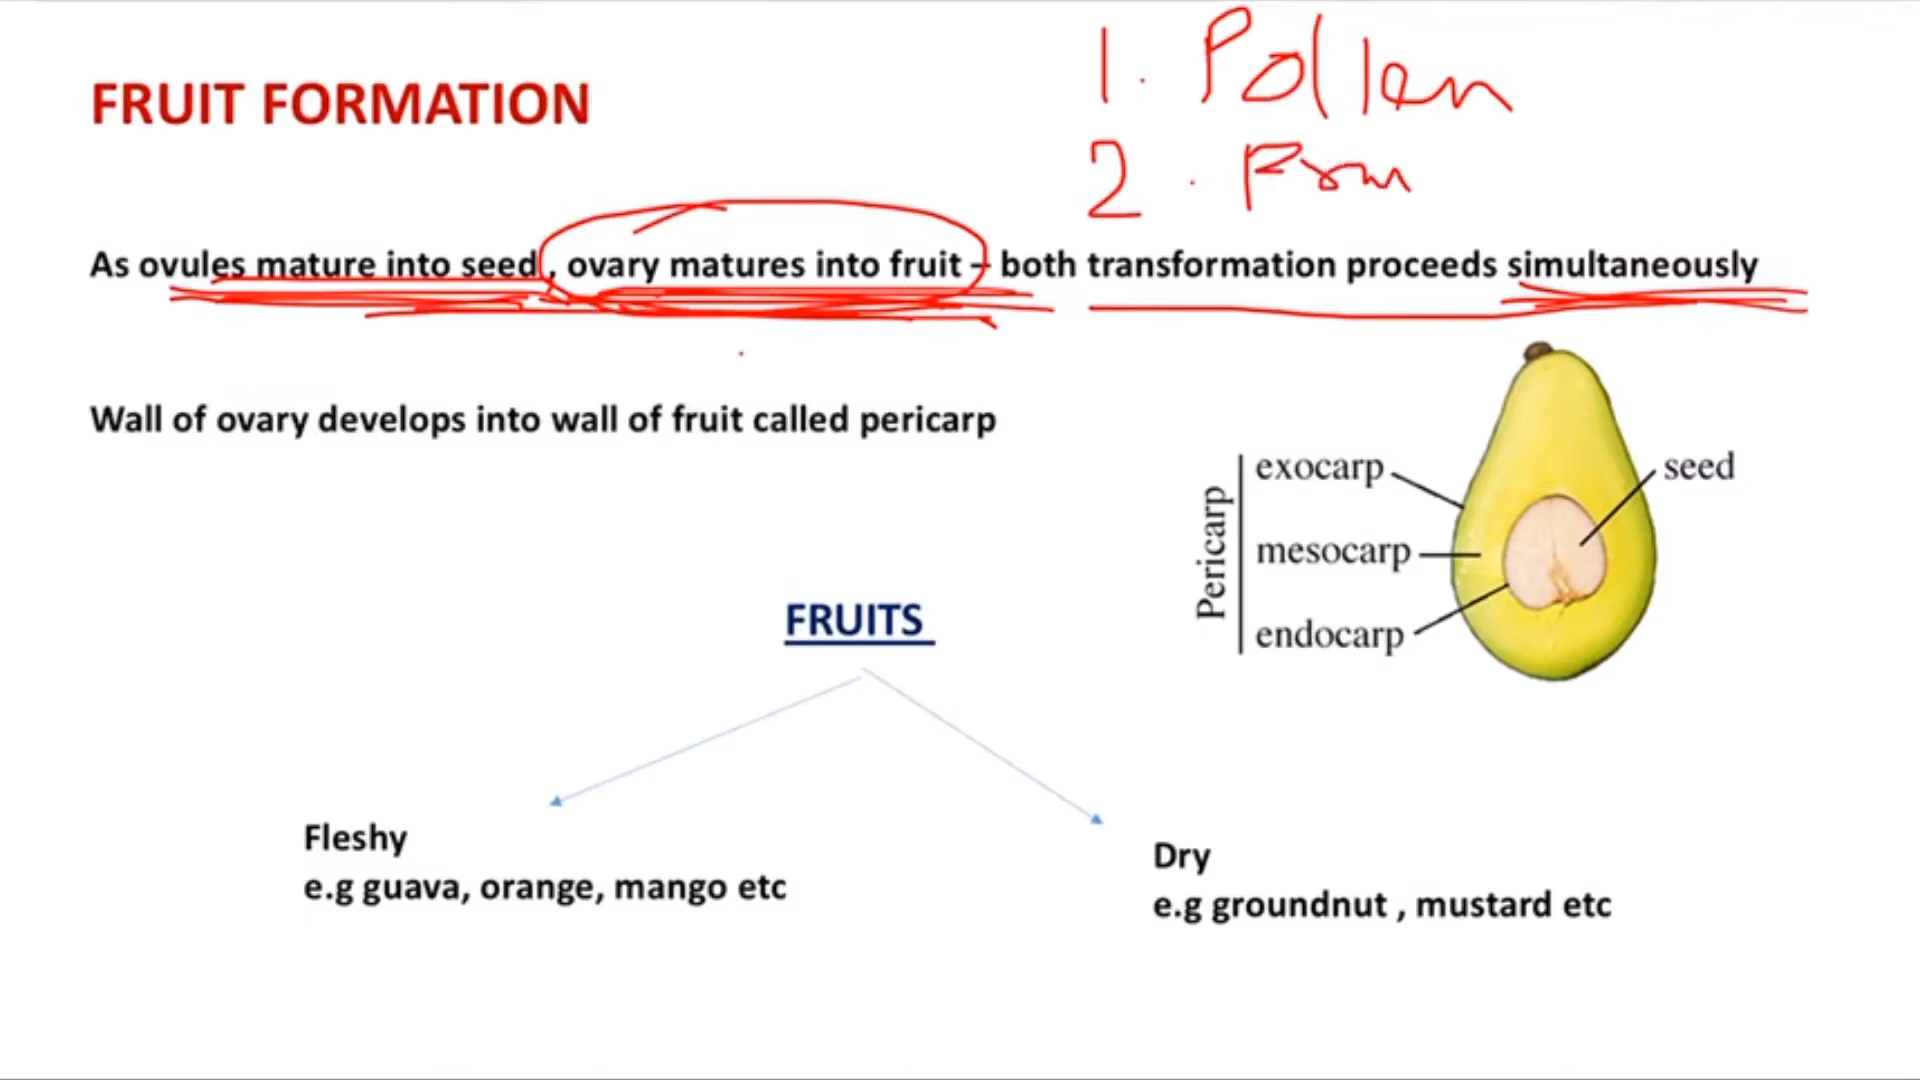 1. Pollen
FRUIT FORMATION
2.
As ovules mature into seed , ovary matures into fruit – both transformation proceeds simultaneously
Wall of ovary develops into wall of fruit called pericarp
exocarp
seed
Pericarp
mesocarp
endocarp
FRUITS
Fleshy
e.g guava, orange, mango etc
Dry
e.g groundnut , mustard etc